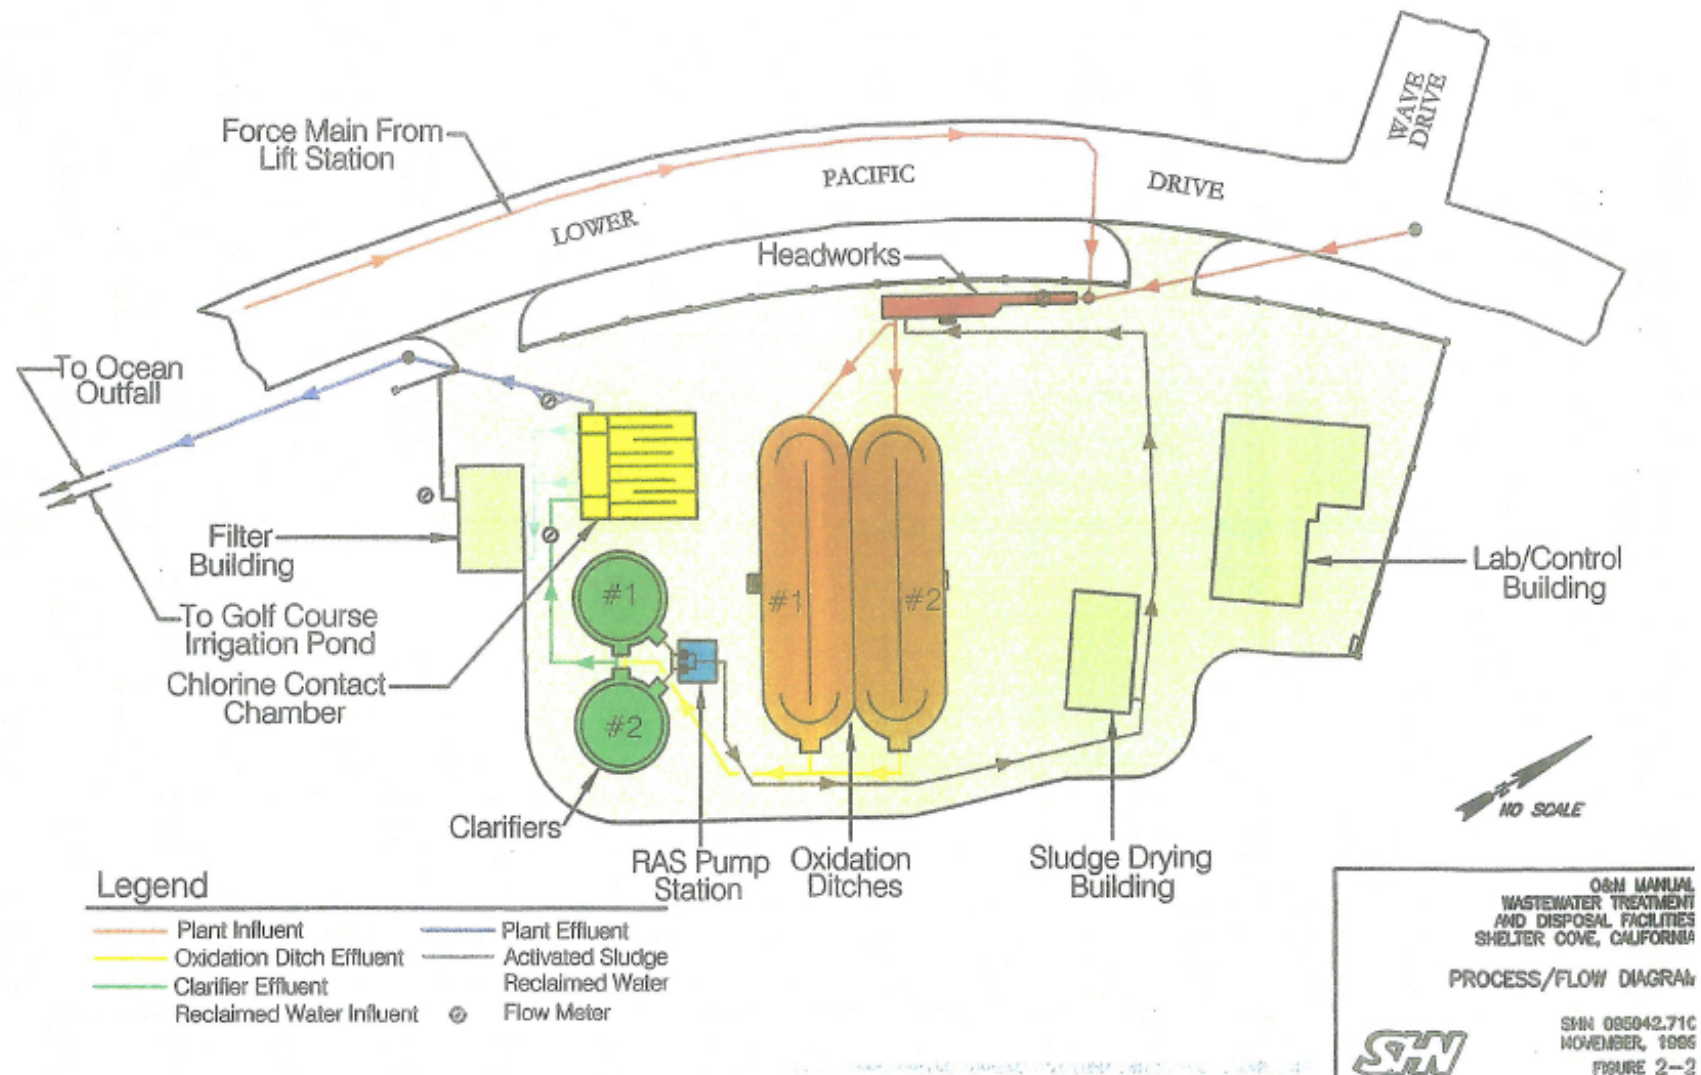 WAVE
DRIVE
Force Main From
Lift Station
PACIFIC
DRIVE
LOWER
Headworks
To Ocean
Outfall
Filter
Building
#1
#1
#2
Lab/Control
Building
To Golf Course
Irrigation Pond
Chlorine Contact
Chamber
#2
Clarifiers
RAS Pump
Station
Oxidation
Ditches
Sludge Drying
Building
NO SCALE
Legend
Plant Influent
Plant Effluent
Oxidation Ditch Effluent
Activated Sludge
Clarifier Effluent
Reclaimed Water
Reclaimed Water Influent
Flow Meter
O&M MANUAL
WASTEWATER TREATMENT
AND DISPOSAL FACILITIES
SHELTER COVE, CALIFORNIA
PROCESS/FLOW DIAGRAM
SHN
NOVEMBER,
FIGURE 2-2